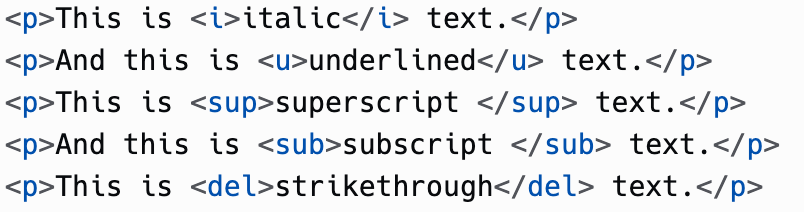 <p>This is <i>italic</i> text.</p>
<p>And this is <u>underlined</u> text.</p>
<p>This is <sup>superscript </sup> text.</p>
<p>And this is <sub>subscript </sub> text.</p>
<p>This is <del>strikethrough</del> text.</p>